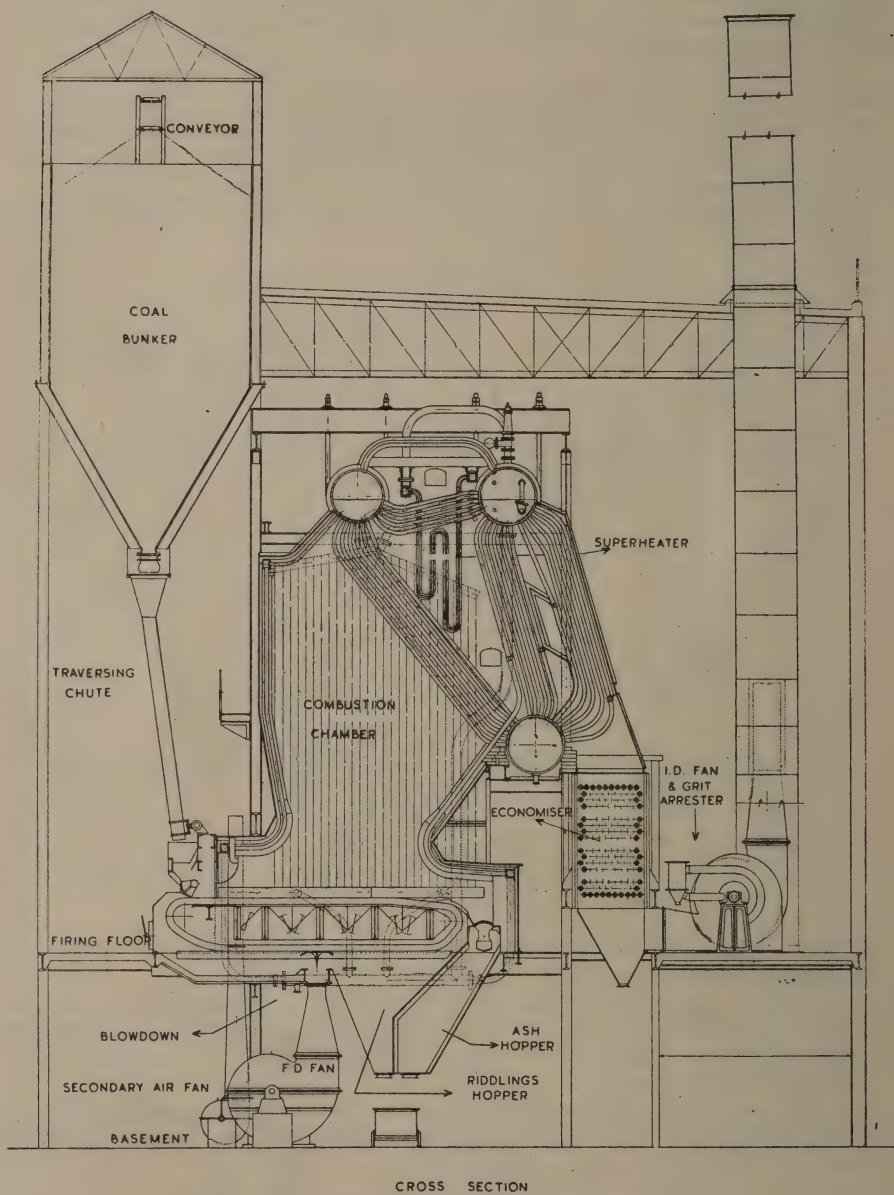 CONVEYOR
COAL
BUNKER
SUPERHEATER
TRAVERSING
CHUTE
COMBUSTION
CHAMBER
I.D. FAN
& GRIT
ARRESTER
ECONOMISER
FIRING FLOOR
BLOWDOWN
ASH
HOPPER
F D FAN
RIDDLINGS
HOPPER
SECONDARY AIR FAN
BASEMENT
CROSS SECTION